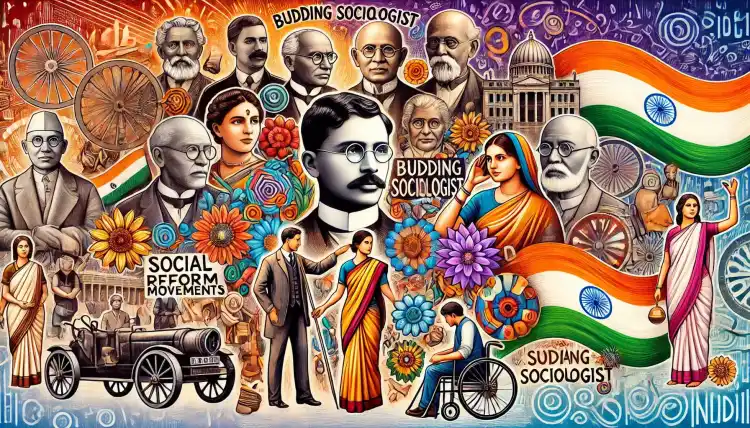 BUDDING SOCIOLOGIST
BUDDING
SOCIOLOGIST
SOCIAL
REFORM
MOVEMENTS
SUDIANG
SOCIOLOGIST